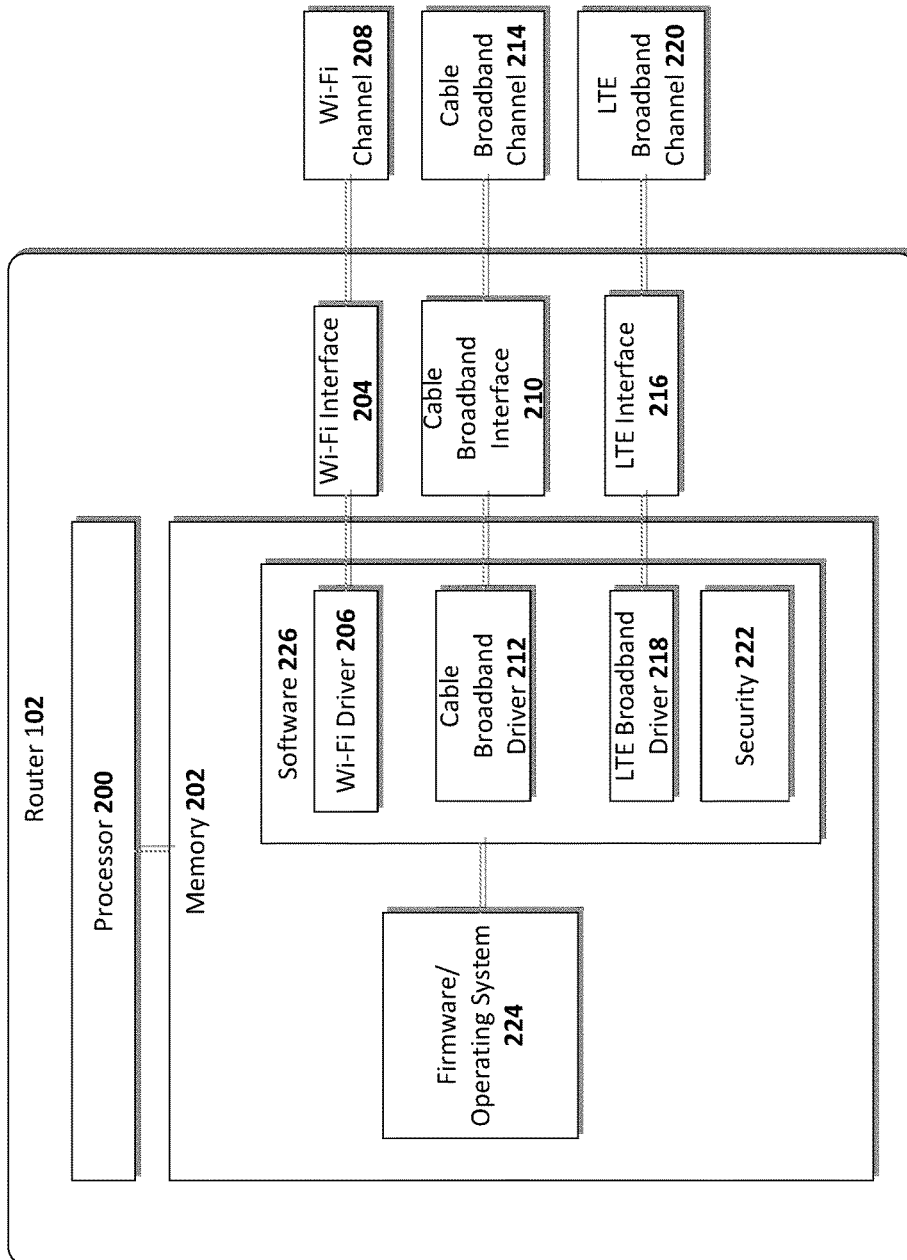 Router 102
Processor 200
Memory 202
Firmware/
Operating System
224
Software 226
Wi-Fi Driver 206
Cable
Broadband
Driver 212
LTE Broadband
Driver 218
Security 222
Wi-Fi Interface
204
Cable
Broadband
Interface
210
LTE Interface
216
Wi-Fi
Channel 208
Cable
Broadband
Channel 214
LTE
Broadband
Channel 220